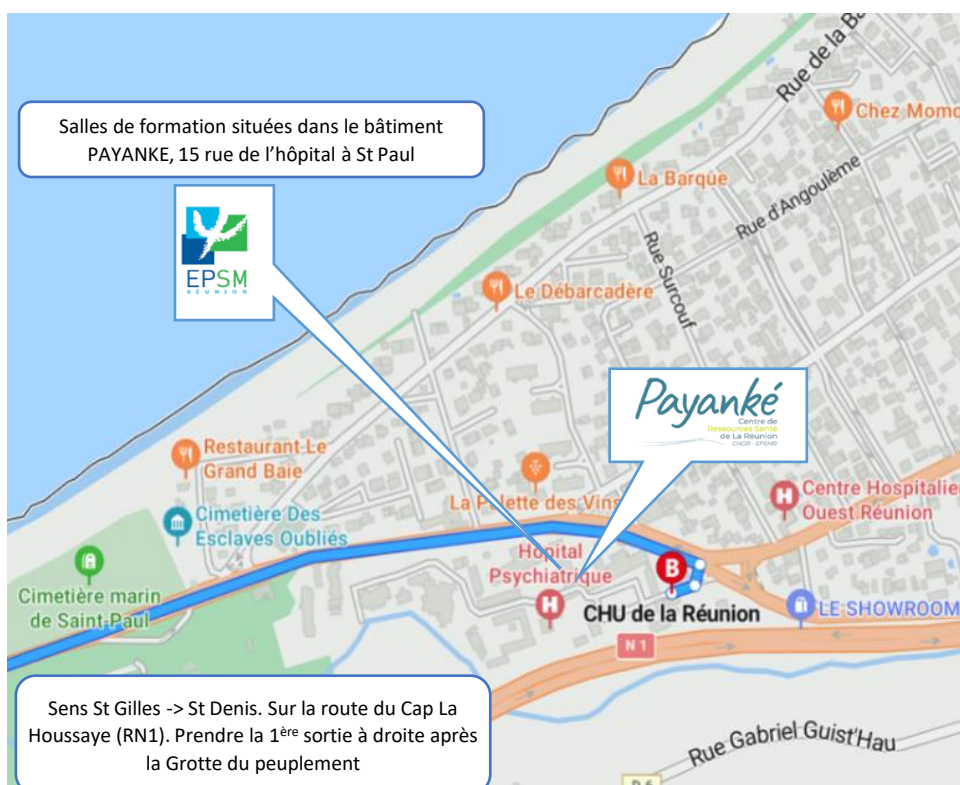 Rue de la Ba
Salles de formation située dans le bâtiment
PAYANKE, 15 rue de l’hôpital à St Paul
Chez Momo
La Barque
Rue d'Angoulème
EPSM
RÉUNION
Rue Surcouf
Le Débarcadère
Payanké
Centre de
Ressources Santé
de La Réunion
CHOR - EPSMR
Restaurant Le
Grand Baie
La Palette des Vins
Centre Hospitalier
Ouest Réunion
Cimetière Des
Esclaves Oubliés
Hôpital
Psychiatrique
B
Cimetière marin
de Saint-Paul
CHU de la Réunion
LE SHOWROOM
N 1
Sens St Gilles -> St Denis. Sur la route du Cap La
Houssaye (RN1). Prendre la 1ère sortie à droite après
la Grotte du peuplement
Rue Gabriel Guist'Hau